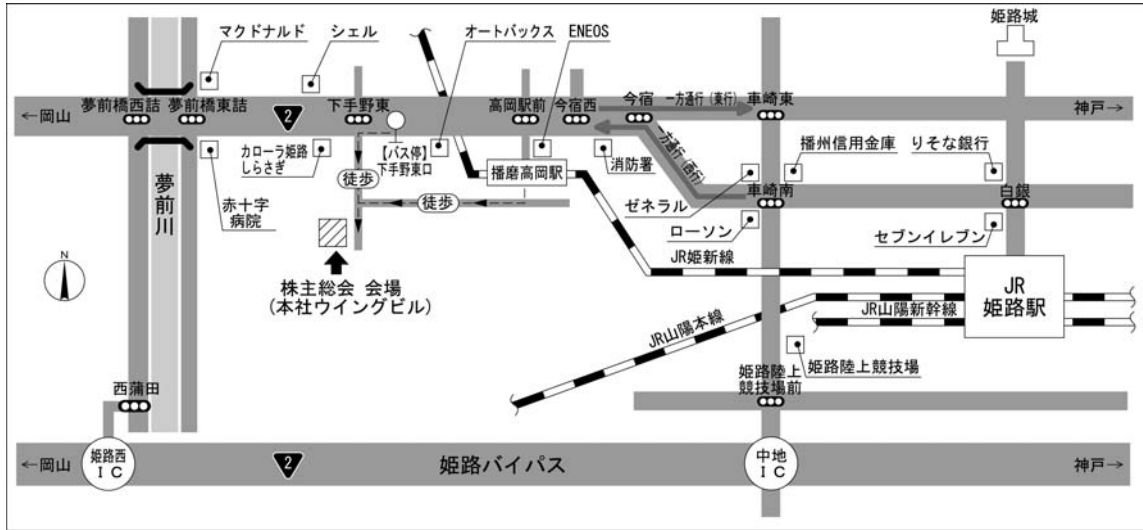 マクドナルド
シェル
オートバックス
ENEOS
姫路城
←岡山
夢前橋西詰
夢前橋東詰
2
下手野東
高岡駅前
今宿西
今宿
一方通行(東行)
車崎東
神戸→
カローラ姫路
しらさぎ
【バス停】
下手野東口
一方通行(西行)
消防署
播州信用金庫
りそな銀行
夢前川
赤十字
病院
徒歩
播磨高岡駅
徒歩
ゼネラル
車崎南
白銀
ローソン
セブンイレブン
N
株主総会 会場
(本社ウイングビル)
JR姫新線
JR
姫路駅
JR山陽本線
JR山陽新幹線
姫路陸上競技場
西蒲田
姫路陸上
競技場前
←岡山
姫路西
IC
2
姫路バイパス
中地
IC
神戸→